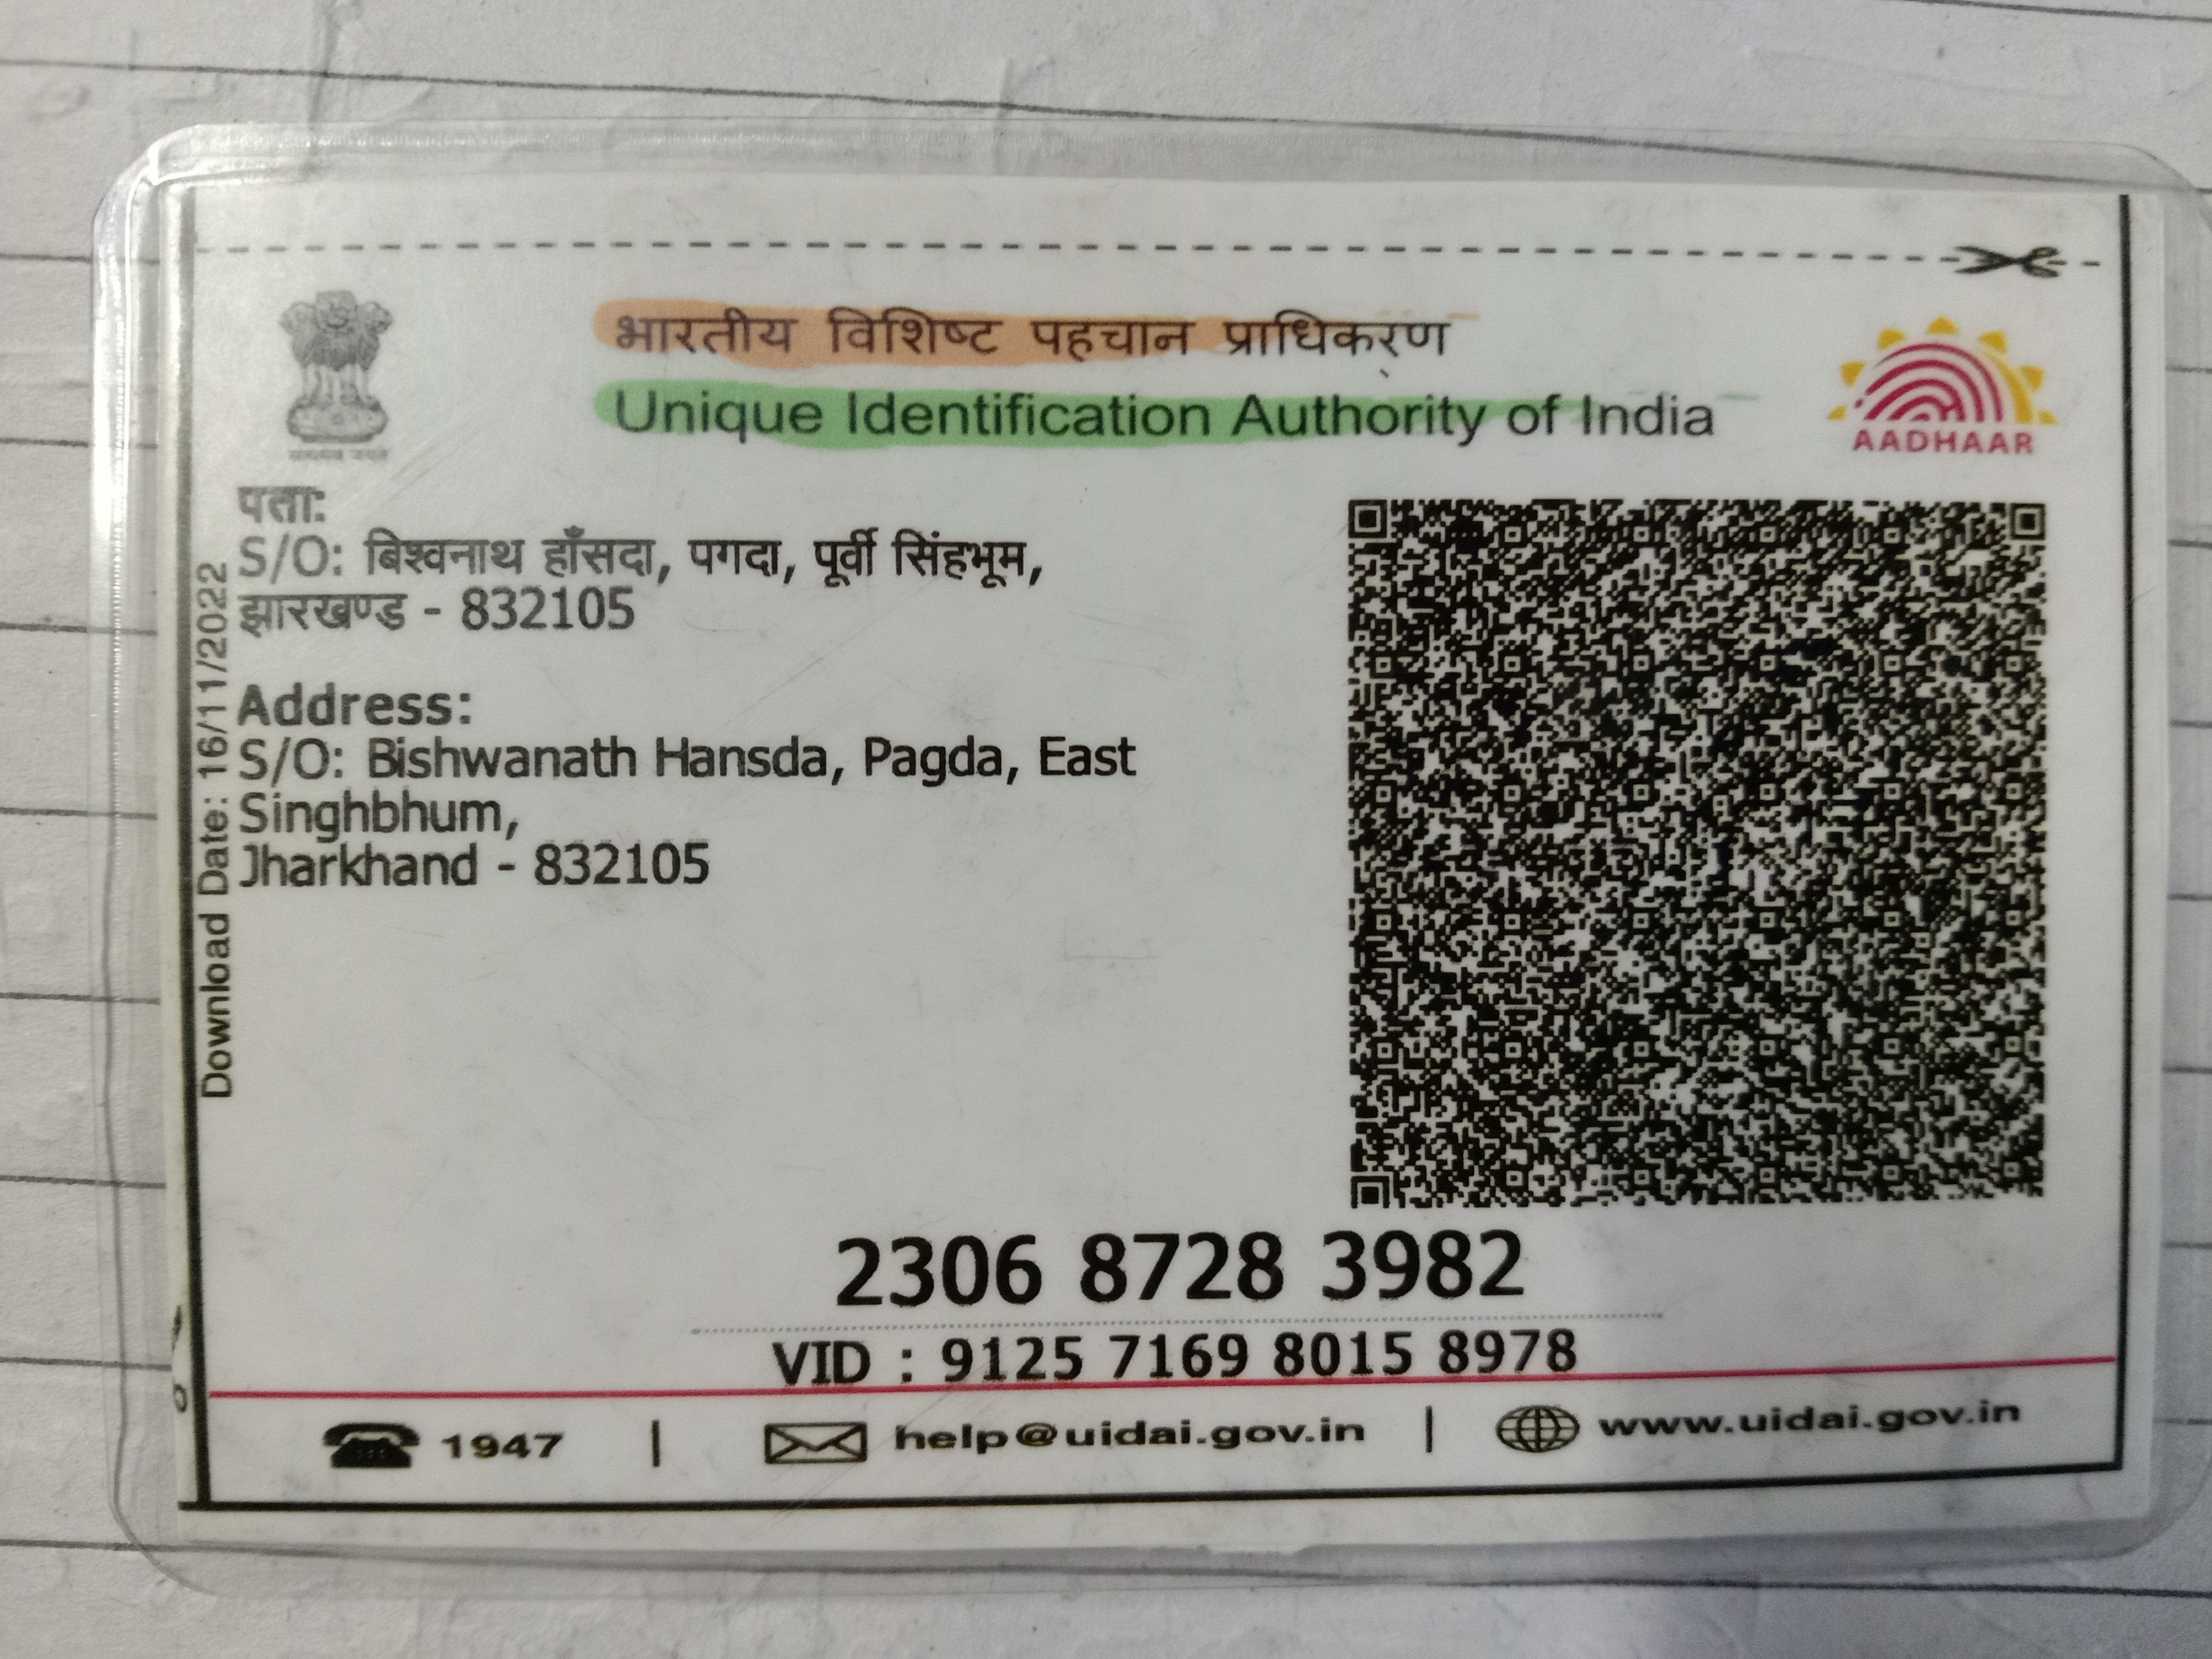 भारतीय विशिष्ट पहचान प्राधिकरण
Unique Identification Authority of India
AADHAAR
पता:
S/O: बिश्वनाथ हाँसदा, पगदा, पूर्वी सिंहभूम,
झारखण्ड - 832105
Address:
S/O: Bishwanath Hansda, Pagda, East
Singhbhum,
Jharkhand - 832105
Download Date: 16/11/2022
2306 8728 3982
VID : 9125 7169 8015 8978
1947 | help@uidai.gov.in | www.uidai.gov.in